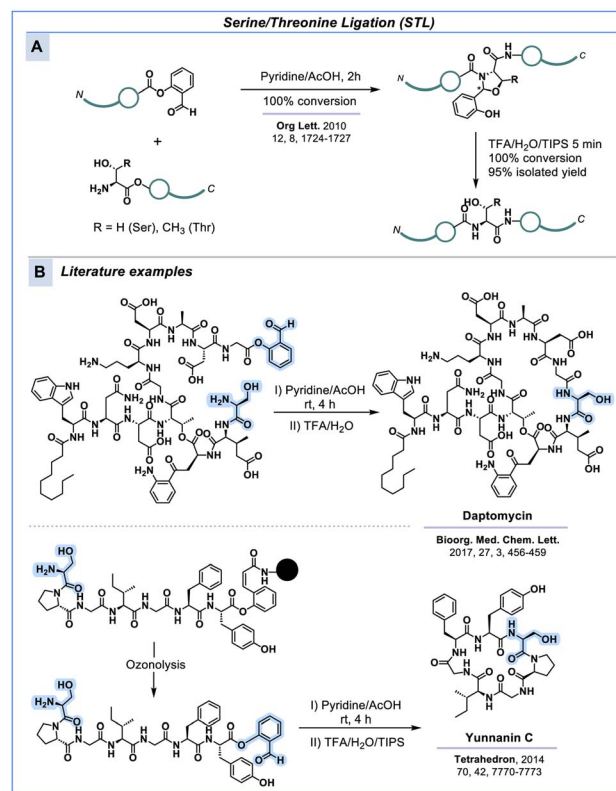 Serine/Threonine Ligation (STL)
A
Pyridine/AcOH, 2h
100% conversion
Org Lett. 2010
12, 8, 1724-1727
N
C
+
R = H (Ser), CH₃ (Thr)
TFA/H₂O/TIPS 5 min
100% conversion
95% isolated yield
B Literature examples
I) Pyridine/AcOH
rt, 4 h
II) TFA/H₂O
Daptomycin
Bioorg. Med. Chem. Lett.
2017, 27, 3, 456-459
Ozonolysis
I) Pyridine/AcOH
rt, 4 h
II) TFA/H₂O/TIPS
Yunnanin C
Tetrahedron, 2014
70, 42, 7770-7773